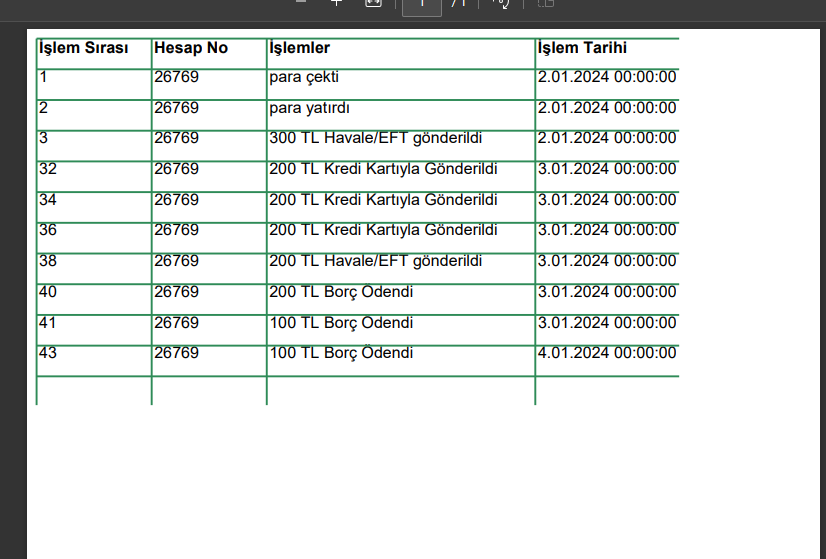 1 / 1
İşlem Sırası Hesap No İşlemler İşlem Tarihi
1 26769 para çekti 2.01.2024 00:00:00
2 26769 para yatırdı 2.01.2024 00:00:00
3 26769 300 TL Havale/EFT gönderildi 2.01.2024 00:00:00
32 26769 200 TL Kredi Kartıyla Gönderildi 3.01.2024 00:00:00
34 26769 200 TL Kredi Kartıyla Gönderildi 3.01.2024 00:00:00
36 26769 200 TL Kredi Kartıyla Gönderildi 3.01.2024 00:00:00
38 26769 200 TL Havale/EFT gönderildi 3.01.2024 00:00:00
40 26769 200 TL Borç Ödendi 3.01.2024 00:00:00
41 26769 100 TL Borç Ödendi 3.01.2024 00:00:00
43 26769 100 TL Borç Ödendi 4.01.2024 00:00:00